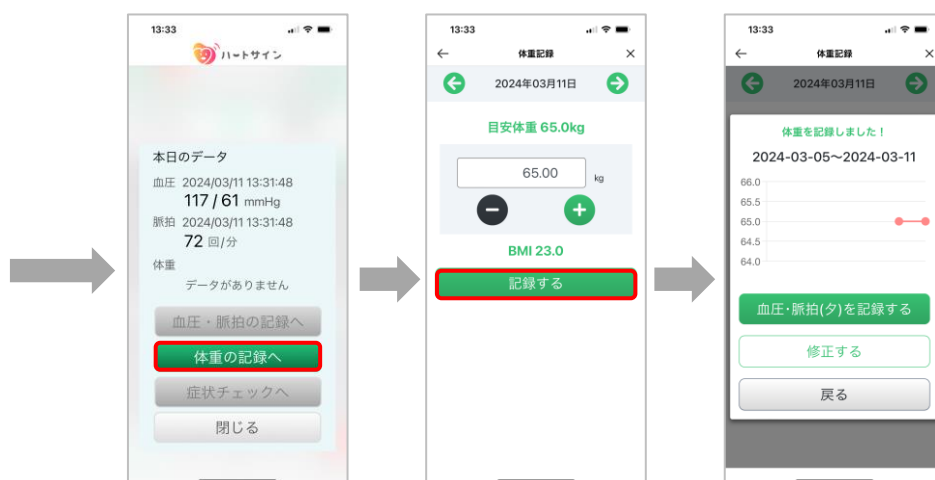 13:33
ハートサイン
本日のデータ
血圧 2024/03/11 13:31:48
117 / 61 mmHg
脈拍 2024/03/11 13:31:48
72 回/分
体重
データがありません
血圧・脈拍の記録へ
体重の記録へ
症状チェックへ
閉じる
13:33
← 体重記録 ×
2024年03月11日
目安体重 65.0kg
65.00 kg
BMI 23.0
記録する
13:33
← 体重記録 ×
2024年03月11日
体重を記録しました！
2024-03-05〜2024-03-11
66.0
65.5
65.0
64.5
64.0
血圧・脈拍(夕)を記録する
修正する
戻る